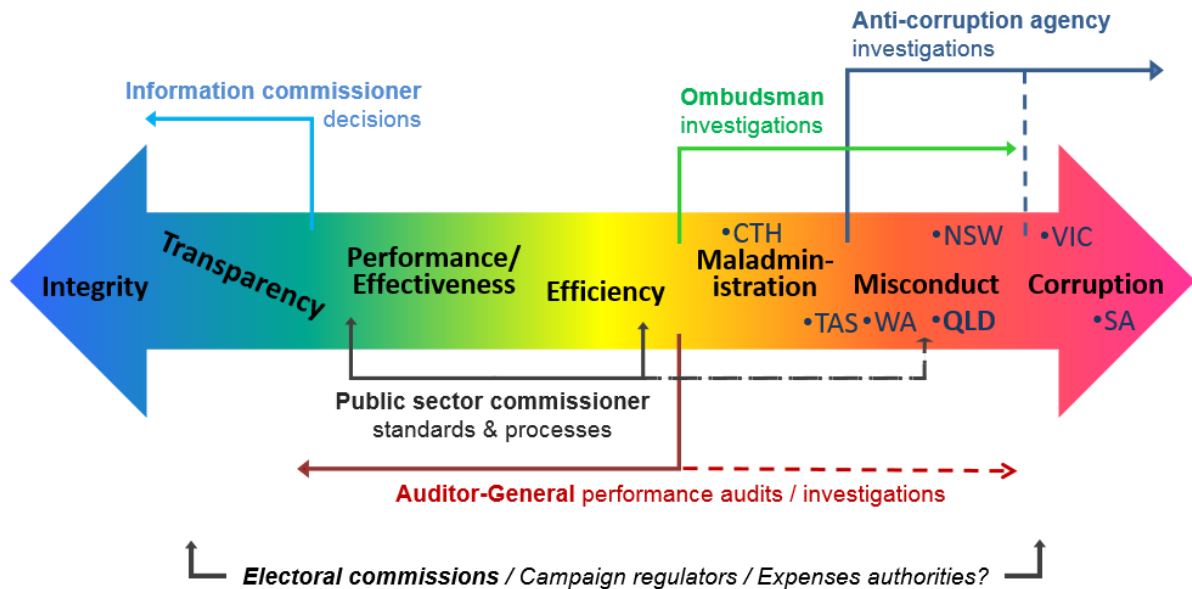 Anti-corruption agency
investigations
Information commissioner
decisions
Ombudsman
investigations
•CTH
•NSW
•VIC
Integrity
Transparency
Performance/
Effectiveness
Efficiency
Maladmin-
istration
Misconduct
Corruption
•TAS •WA •QLD
•SA
Public sector commissioner
standards & processes
Auditor-General performance audits / investigations
Electoral commissions / Campaign regulators / Expenses authorities?